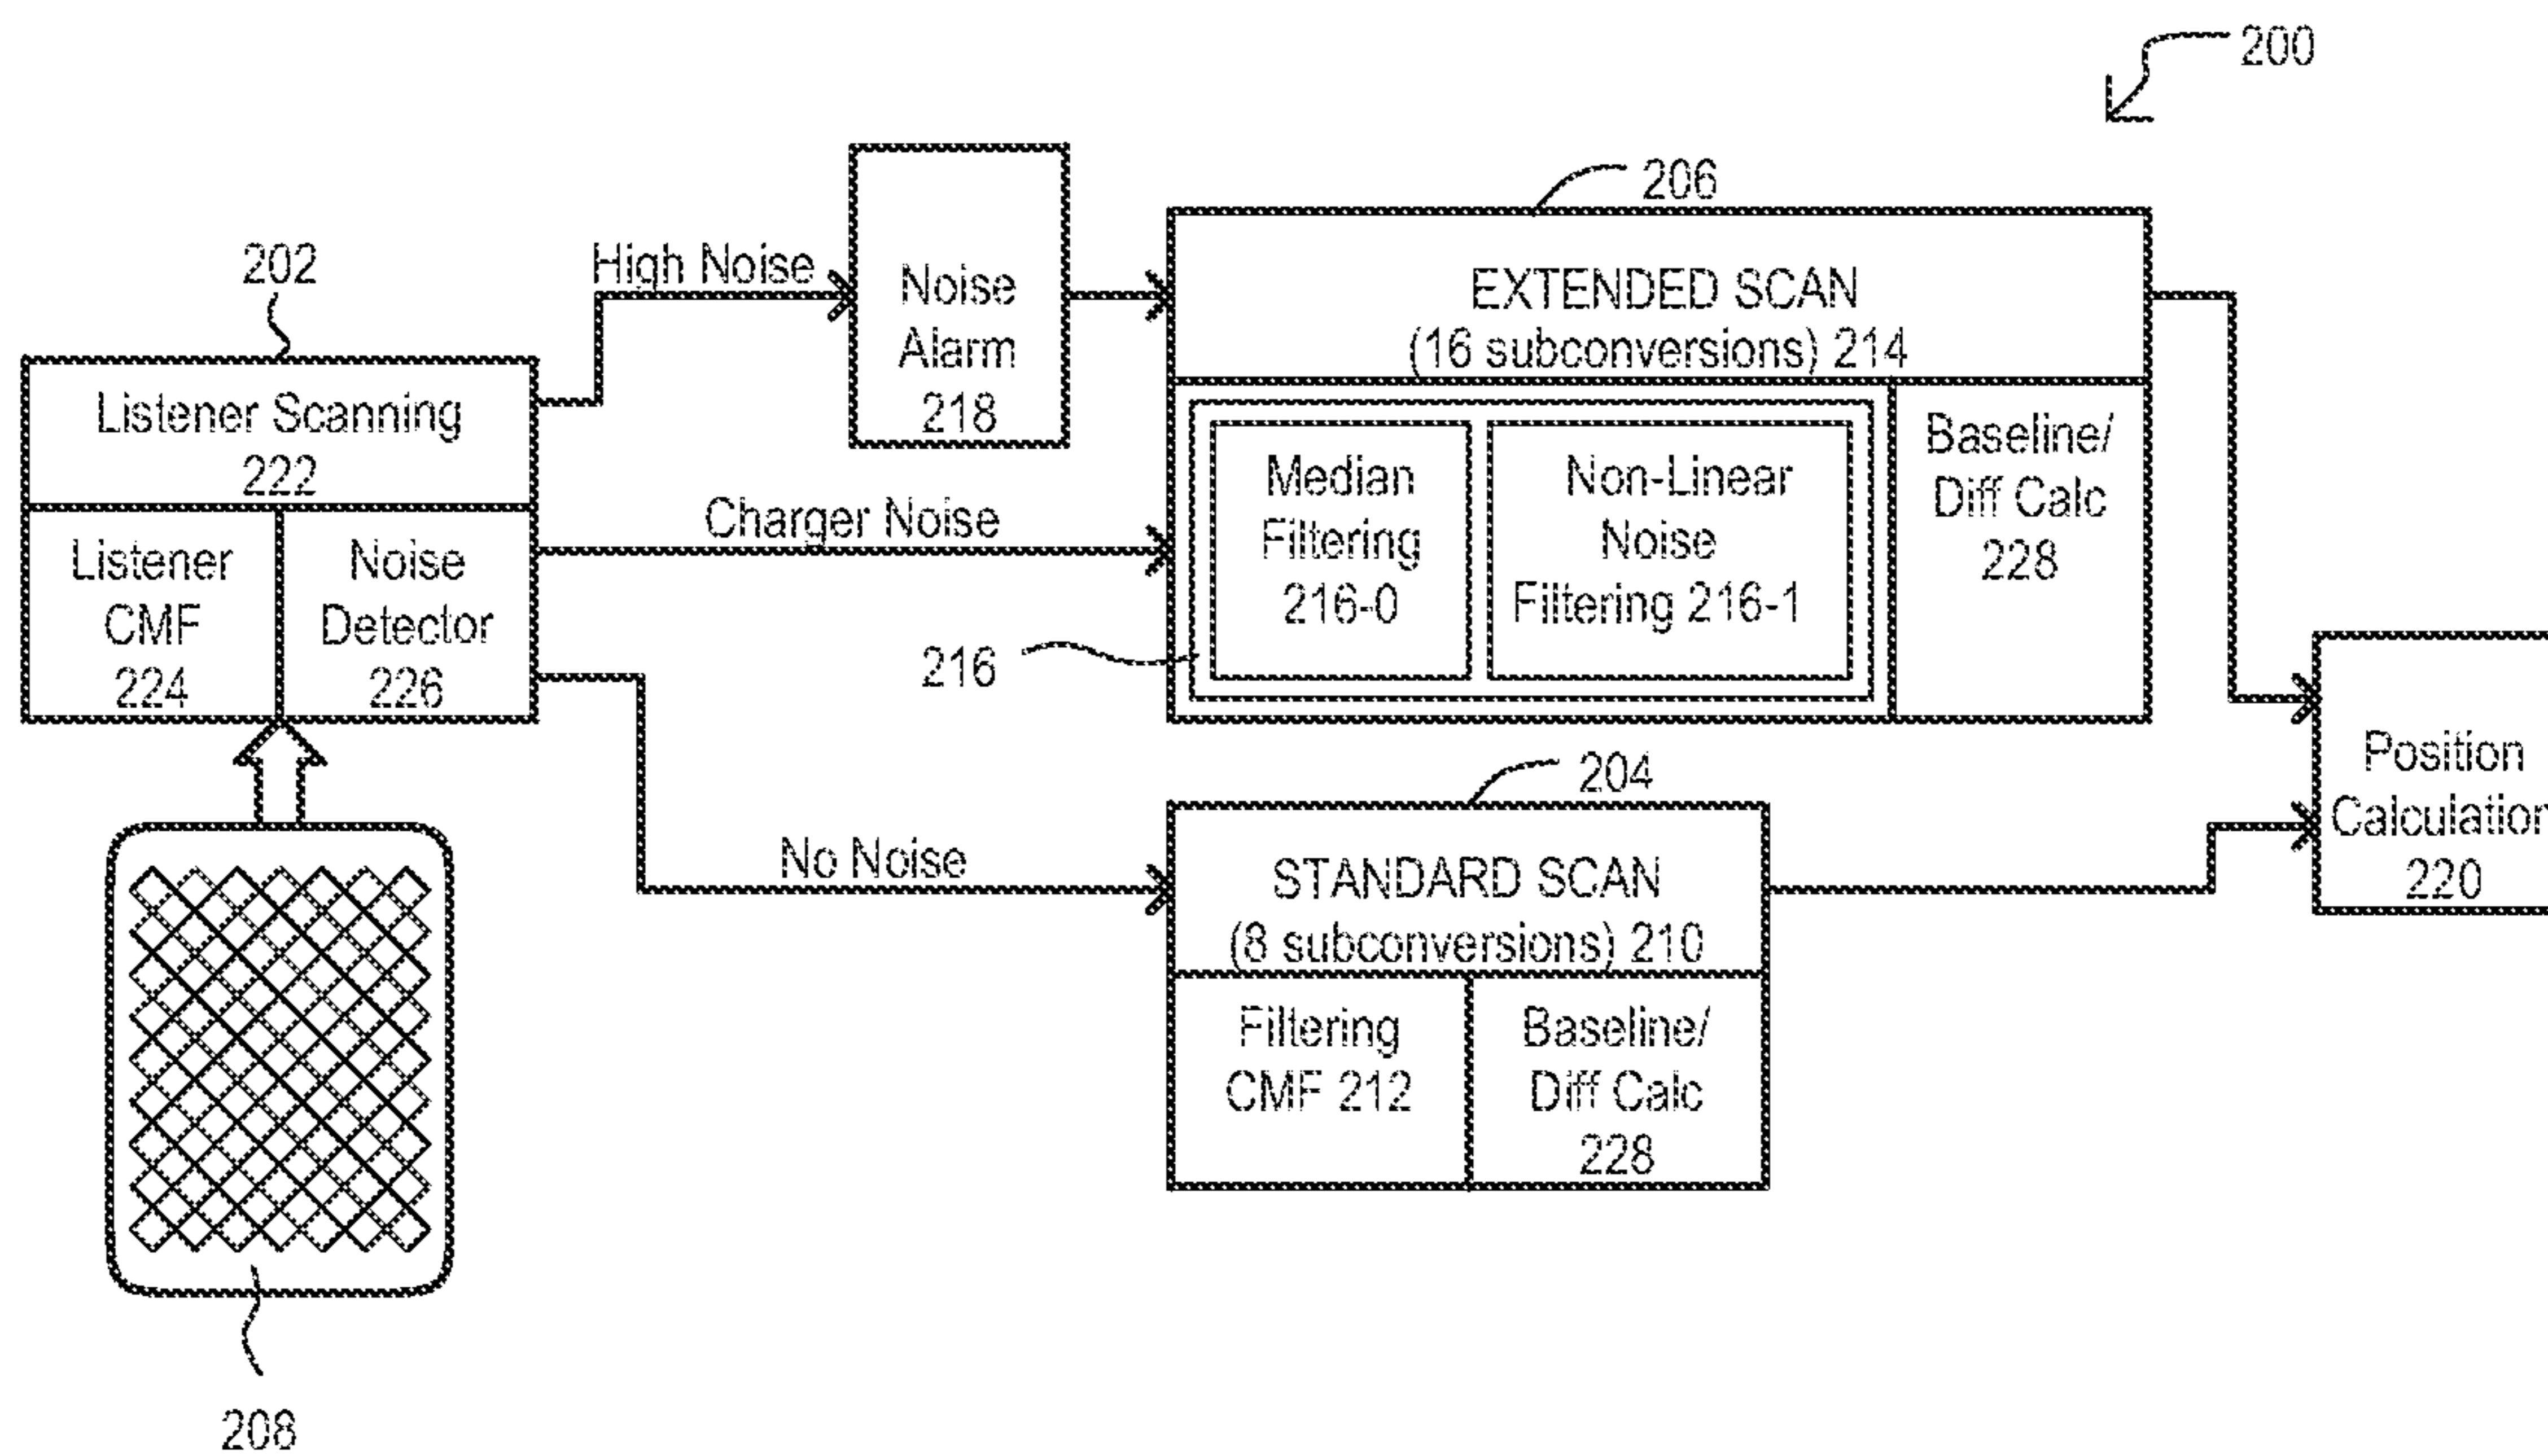 200
206
202
High Noise
Noise
Alarm
218
EXTENDED SCAN
(16 subconversions) 214
Listener Scanning
222
Listener
CMF
224
Noise
Detector
226
Charger Noise
Median
Filtering
216-0
Non-Linear
Noise
Filtering 216-1
Baseline/
Diff Calc
228
216
204
Position
Calculation
220
No Noise
STANDARD SCAN
(8 subconversions) 210
Filtering
CMF 212
Baseline/
Diff Calc
228
208